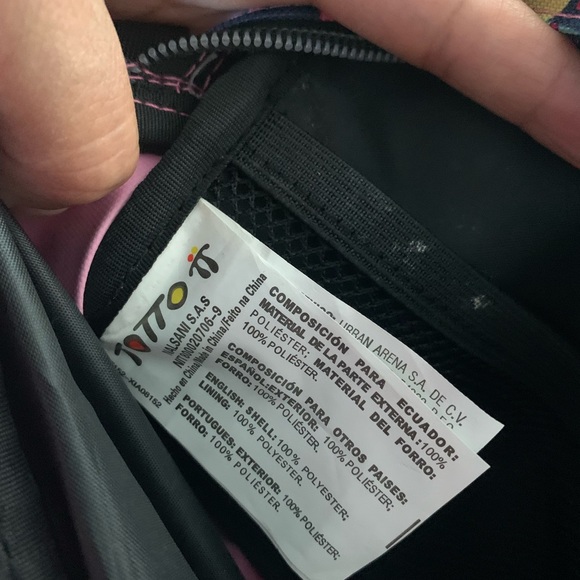 TOTTO
NASANI S.A.S
NIT.800020706-9
Hecho en China/Made in China/Feito na China
XIA08152
URBAN ARENA S.A. DE C.V.
COMPOSICIÓN PARA ECUADOR:
MATERIAL DE LA PARTE EXTERNA:100%
POLIÉSTER; MATERIAL DEL FORRO:
100% POLIÉSTER.
COMPOSICIÓN PARA OTROS PAISES:
ESPAÑOL:EXTERIOR: 100% POLIÉSTER;
FORRO:100% POLIÉSTER.
ENGLISH: SHELL:100% POLYESTER;
LINING: 100% POLYESTER.
PORTUGUES: EXTERIOR: 100% POLIÉSTER;
FORRO: 100% POLIÉSTER.